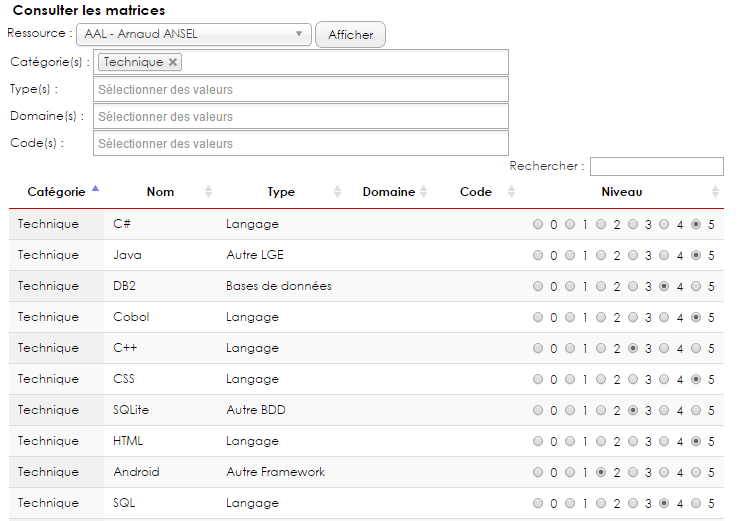 Consulter les matrices
Ressource : AAL - Arnaud ANSEL Afficher
Catégorie(s) : Technique ×
Type(s) : Sélectionner des valeurs
Domaine(s) : Sélectionner des valeurs
Code(s) : Sélectionner des valeurs
Rechercher :
Catégorie Nom Type Domaine Code Niveau
Technique C# Langage 0 1 2 3 4 5
Technique Java Autre LGE 0 1 2 3 4 5
Technique DB2 Bases de données 0 1 2 3 4 5
Technique Cobol Langage 0 1 2 3 4 5
Technique C++ Langage 0 1 2 3 4 5
Technique CSS Langage 0 1 2 3 4 5
Technique SQLite Autre BDD 0 1 2 3 4 5
Technique HTML Langage 0 1 2 3 4 5
Technique Android Autre Framework 0 1 2 3 4 5
Technique SQL Langage 0 1 2 3 4 5